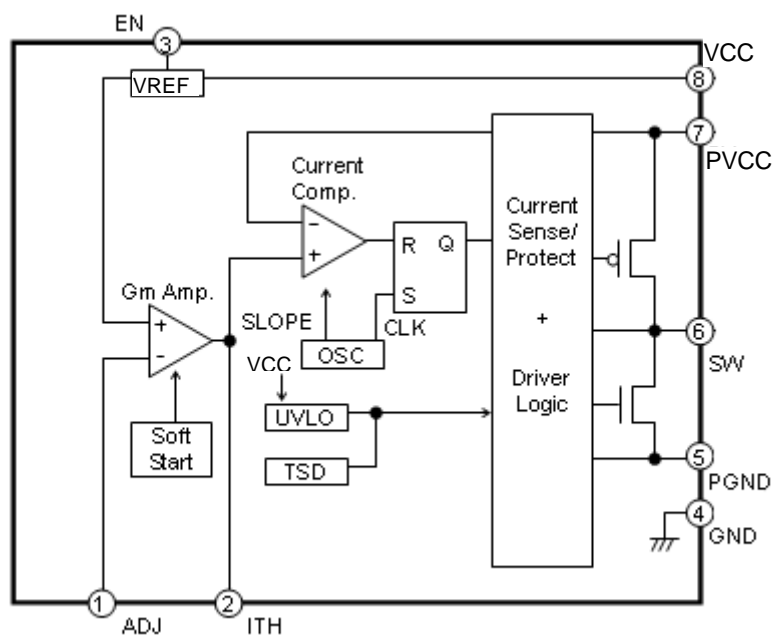 EN
3
VCC
VREF
8
7
PVCC
Current
Comp.
-
+
R Q
S
Current
Sense/
Protect
+
Driver
Logic
Gm Amp.
+
-
SLOPE
CLK
OSC
VCC
UVLO
TSD
Soft
Start
6
SW
5
PGND
4
GND
1
ADJ
2
ITH